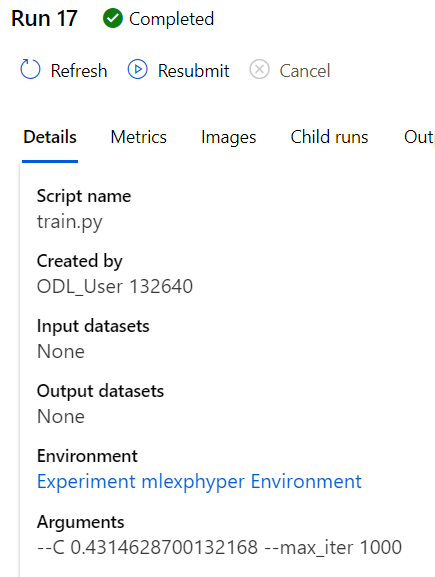 Run 17 Completed
Refresh Resubmit Cancel
Details Metrics Images Child runs Outp
Script name
train.py
Created by
ODL_User 132640
Input datasets
None
Output datasets
None
Environment
Experiment mlexphyper Environment
Arguments
--C 0.4314628700132168 --max_iter 1000